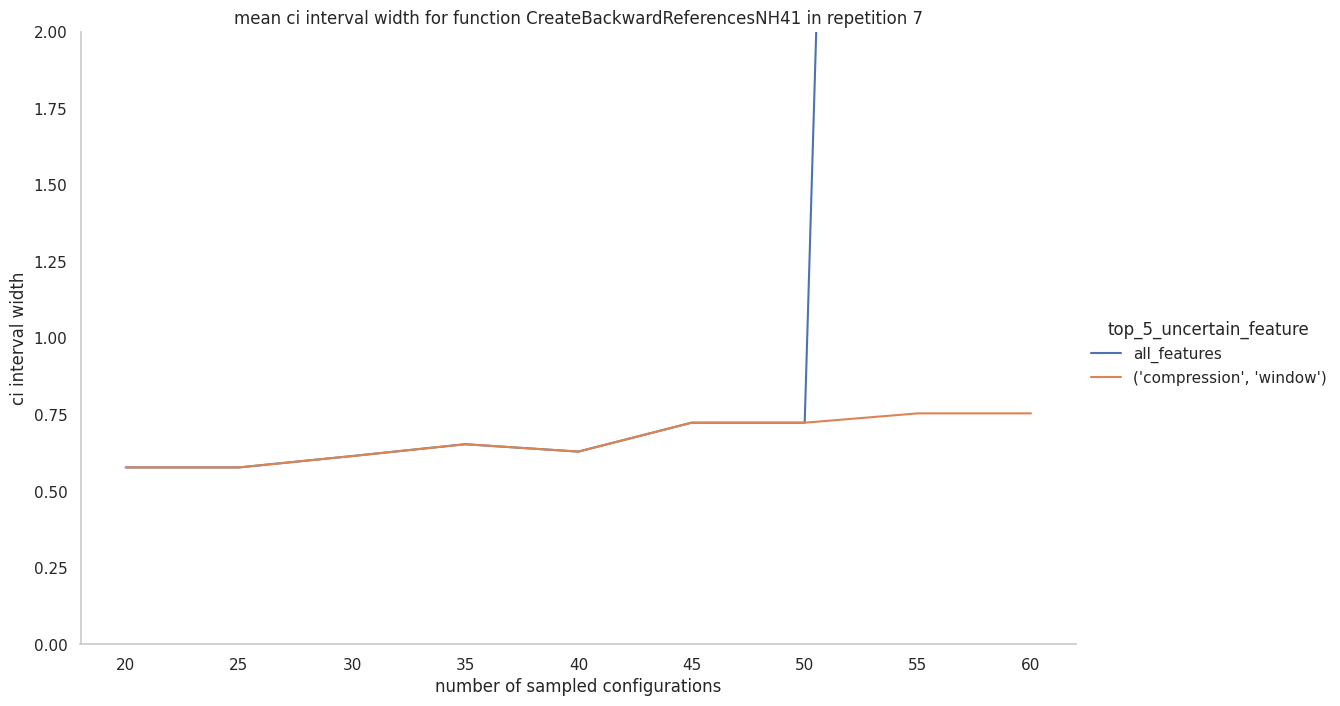 mean ci interval width for function CreateBackwardReferencesNH41 in repetition 7
2.00
1.75
1.50
1.25
1.00
0.75
0.50
0.25
0.00
ci interval width
20 25 30 35 40 45 50 55 60
number of sampled configurations
top_5_uncertain_feature
all_features
('compression', 'window')